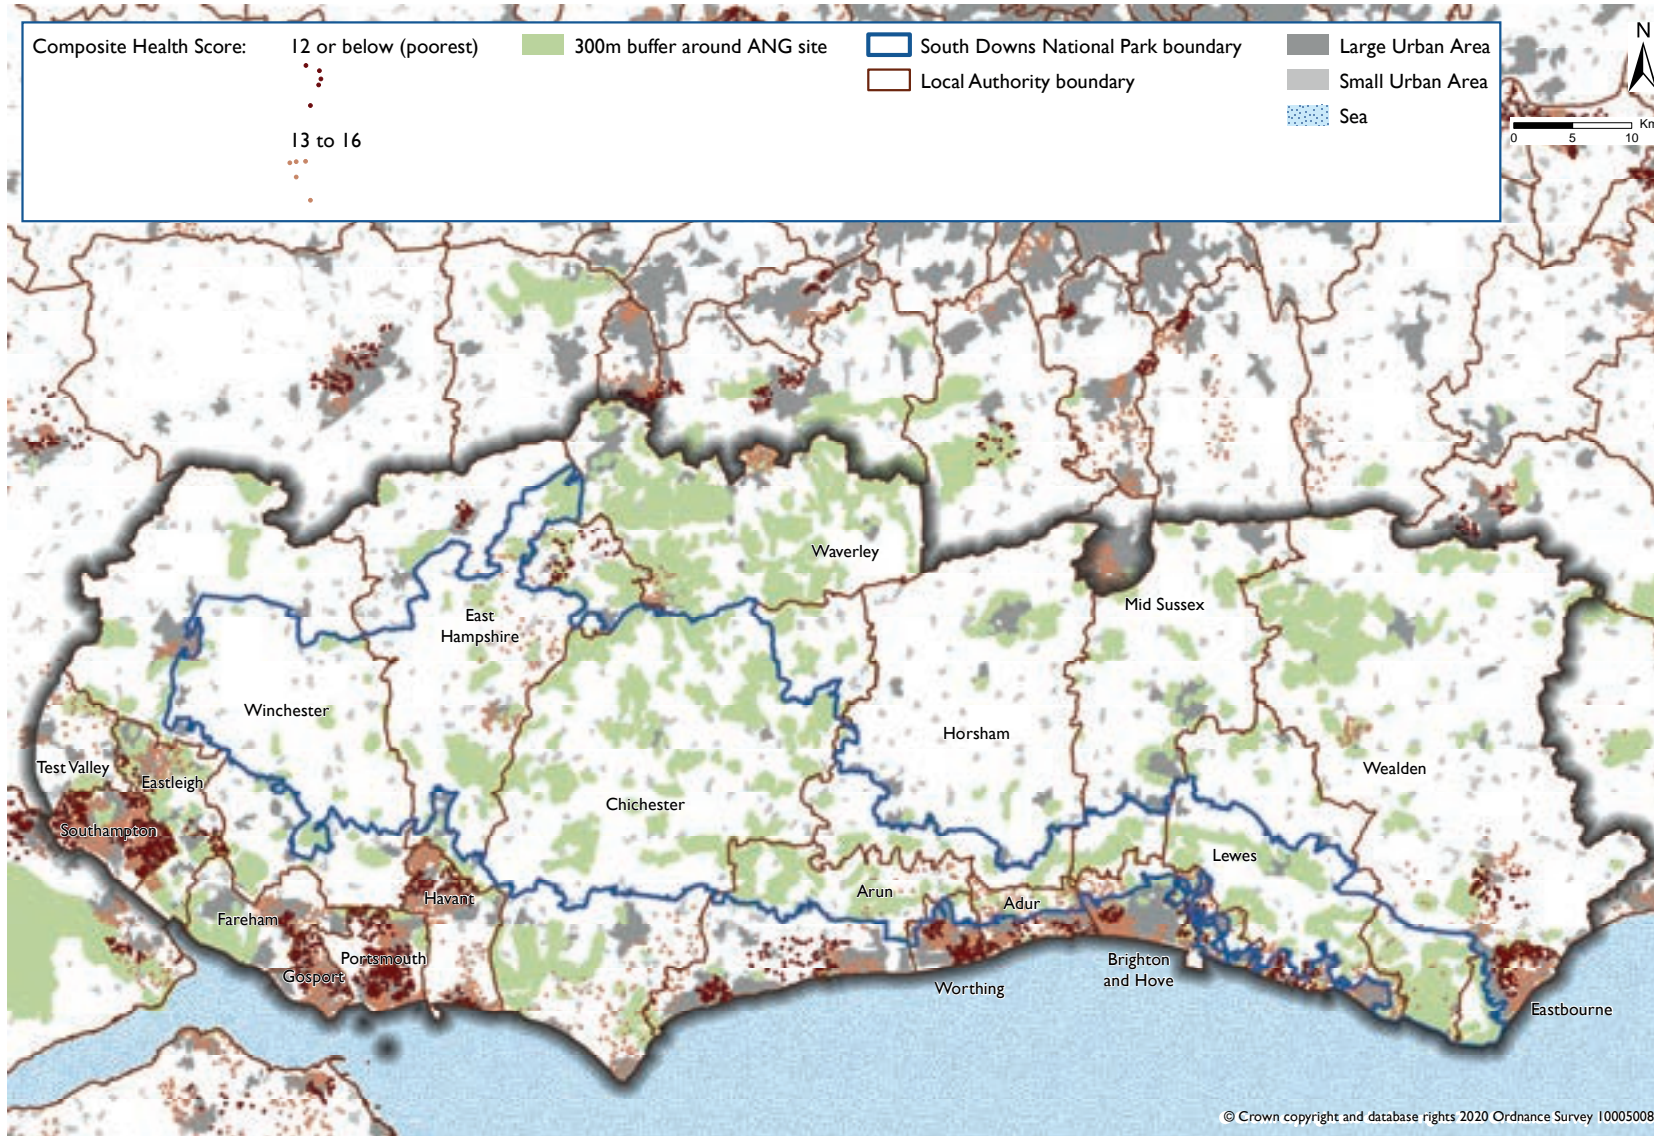 Composite Health Score:
12 or below (poorest)
13 to 16
300m buffer around ANG site
South Downs National Park boundary
Local Authority boundary
Large Urban Area
Small Urban Area
Sea
N
Km
0 5 10
Waverley
Mid Sussex
East
Hampshire
Winchester
Horsham
Test Valley
Eastleigh
Wealden
Chichester
Southampton
Lewes
Arun
Havant
Adur
Fareham
Portsmouth
Gosport
Brighton
and Hove
Worthing
Eastbourne
© Crown copyright and database rights 2020 Ordnance Survey 10005008